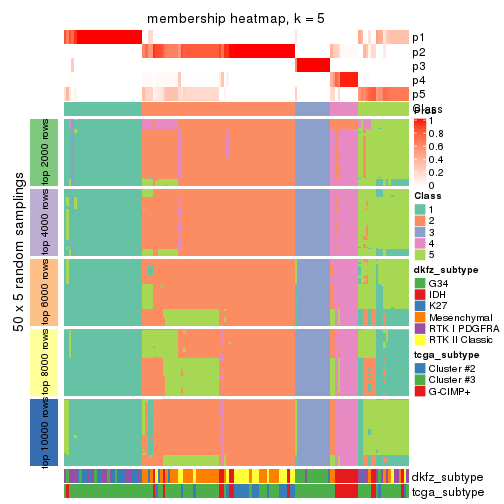 membership heatmap, k = 5
p1
p2
p3
p4
p5
Class
1
0.8
0.6
0.4
0.2
0
Class
1
2
3
4
5
dkfz_subtype
G34
IDH
K27
Mesenchymal
RTK I PDGFRA
RTK II Classic
tcga_subtype
Cluster #2
Cluster #3
G-CIMP+
50 x 5 random samplings
top 2000 rows
top 4000 rows
top 6000 rows
top 8000 rows
top 10000 rows
dkfz_subtype
tcga_subtype